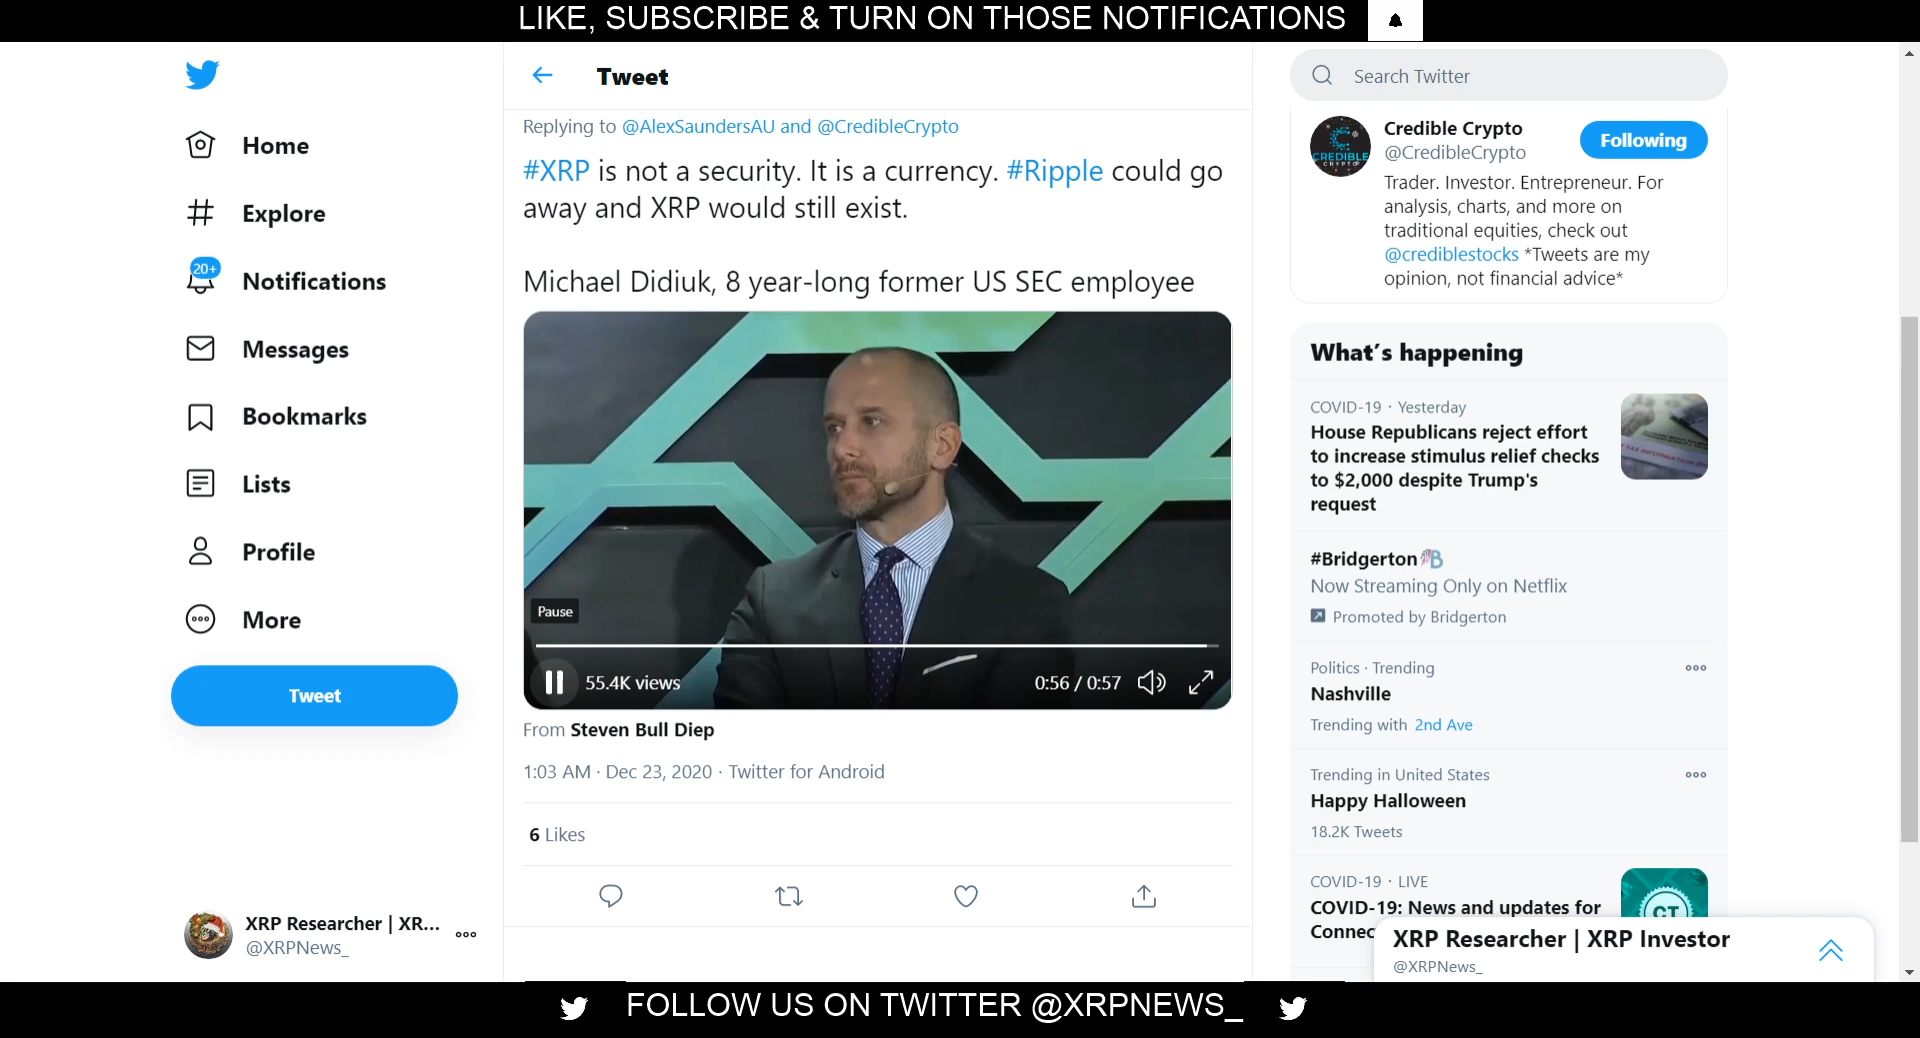 LIKE, SUBSCRIBE & TURN ON THOSE NOTIFICATIONS
Home
Explore
20+
Notifications
Messages
Bookmarks
Lists
Profile
More
Tweet
XRP Researcher | XR...
@XRPNews_
Tweet
Replying to @AlexSaundersAU and @CredibleCrypto
#XRP is not a security. It is a currency. #Ripple could go
away and XRP would still exist.
Michael Didiuk, 8 year-long former US SEC employee
Pause
55.4K views
0:56 / 0:57
From Steven Bull Diep
1:03 AM · Dec 23, 2020 · Twitter for Android
6 Likes
Search Twitter
CREDIBLE
CRYPTO
Credible Crypto
@CredibleCrypto
Following
Trader. Investor. Entrepreneur. For
analysis, charts, and more on
traditional equities, check out
@crediblestocks *Tweets are my
opinion, not financial advice*
What's happening
COVID-19 · Yesterday
House Republicans reject effort
to increase stimulus relief checks
to $2,000 despite Trump's
request
#Bridgerton
Now Streaming Only on Netflix
Promoted by Bridgerton
Politics · Trending
Nashville
Trending with 2nd Ave
Trending in United States
Happy Halloween
18.2K Tweets
COVID-19 · LIVE
COVID-19: News and updates for
Connec
CT
XRP Researcher | XRP Investor
@XRPNews_
FOLLOW US ON TWITTER @XRPNEWS_